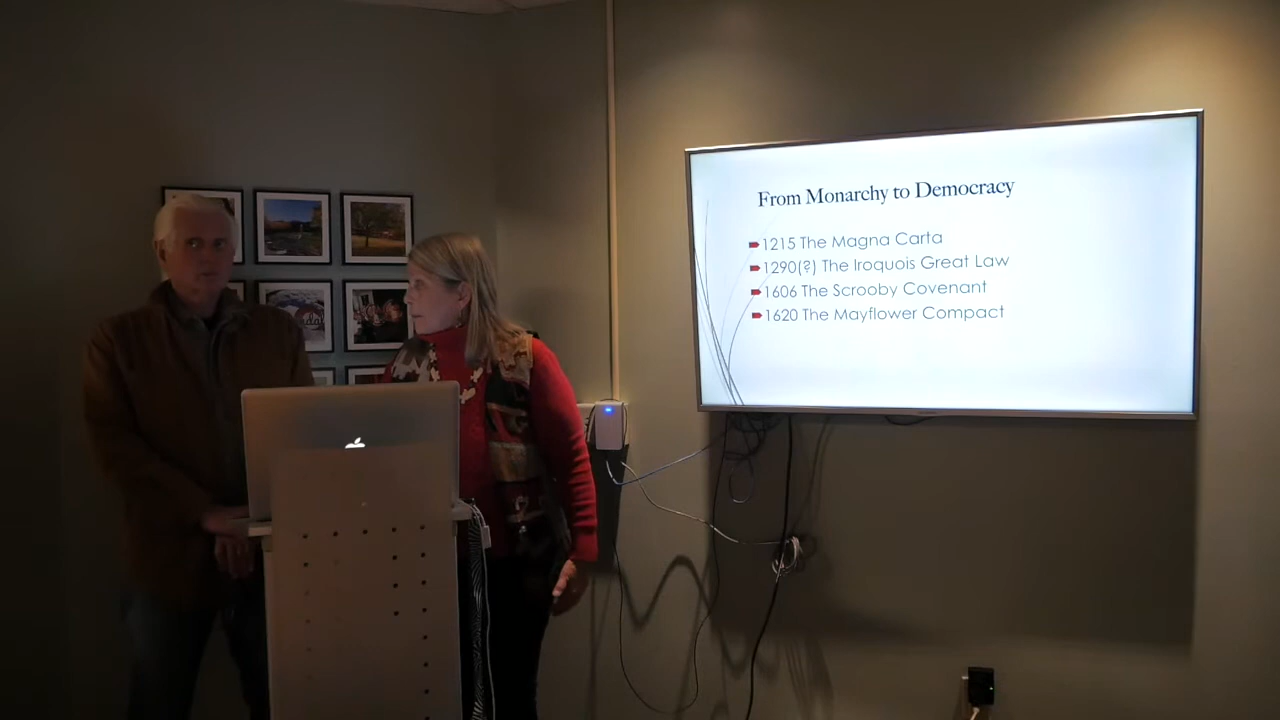 From Monarchy to Democracy
1215 The Magna Carta
1290(?) The Iroquois Great Law
1606 The Scrooby Covenant
1620 The Mayflower Compact